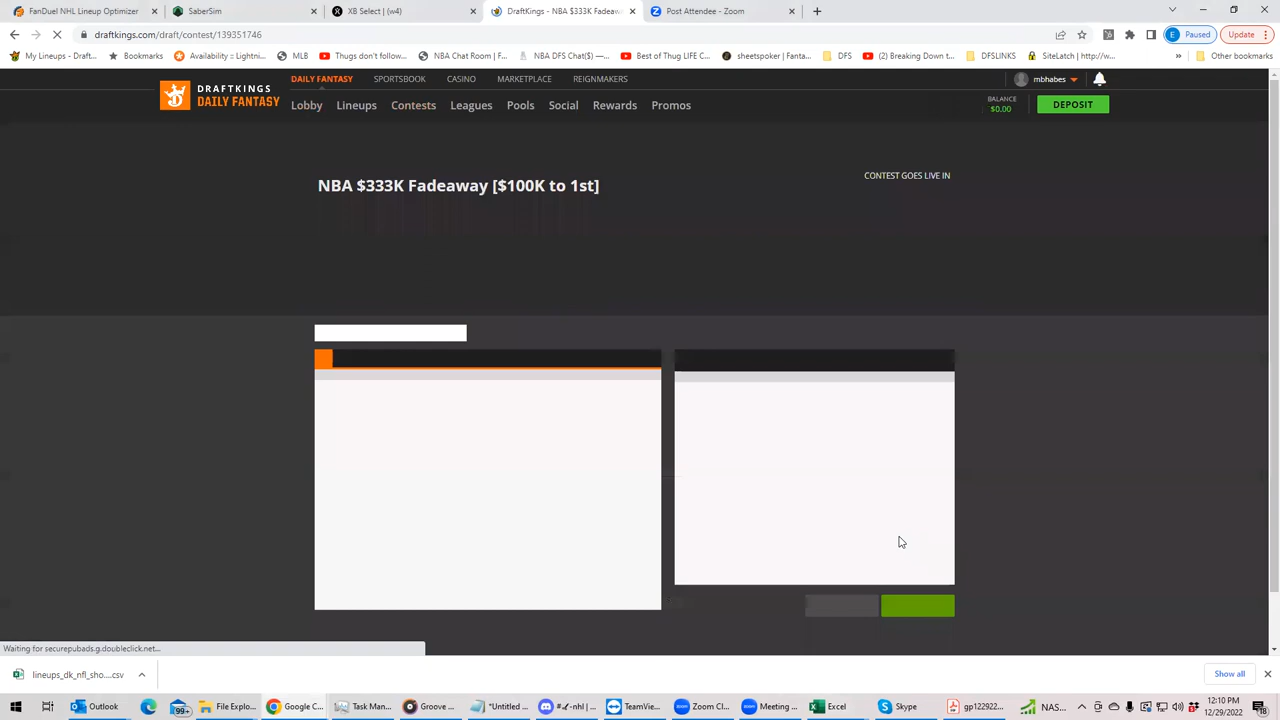 FanDuel NHL Lineup Optimizer
SaberSim
XB Select | (w4)
DraftKings - NBA $333K Fadeaw
Post Attendee - Zoom
draftkings.com/draft/contest/139351746
E Paused
Update
My Lineups - Draft...
Bookmarks
Availability :: Lightni...
MLB
Thugs don't follow...
NBA Chat Room | F...
NBA DFS Chat($) —...
Best of Thug LIFE C...
sheetspoker | Fanta...
DFS
(2) Breaking Down t...
DFSLINKS
SiteLatch | http://w...
Other bookmarks
DRAFTKINGS
DAILY FANTASY
DAILY FANTASY
SPORTSBOOK
CASINO
MARKETPLACE
REIGNMAKERS
mbhabes
Lobby
Lineups
Contests
Leagues
Pools
Social
Rewards
Promos
BALANCE
$0.00
DEPOSIT
NBA $333K Fadeaway [$100K to 1st]
CONTEST GOES LIVE IN
Waiting for securepubads.g.doubleclick.net...
lineups_dk_nfl_sho....csv
Show all
99+
Outlook
File Explo...
Google C...
Task Man...
Groove ...
*Untitled ...
nhl | ...
TeamVie...
Zoom Cl...
Meeting ...
Excel
Skype
gp122922...
NAS...
12:10 PM
12/29/2022
18